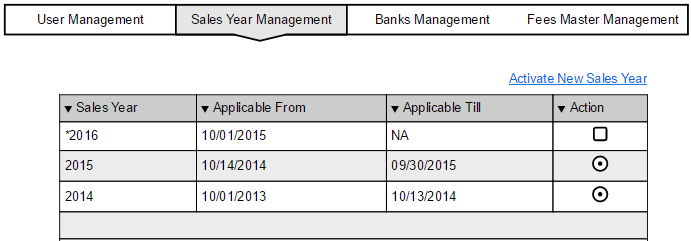 User Management Sales Year Management Banks Management Fees Master Management
Activate New Sales Year
Sales Year Applicable From Applicable Till Action
*2016 10/01/2015 NA
2015 10/14/2014 09/30/2015
2014 10/01/2013 10/13/2014